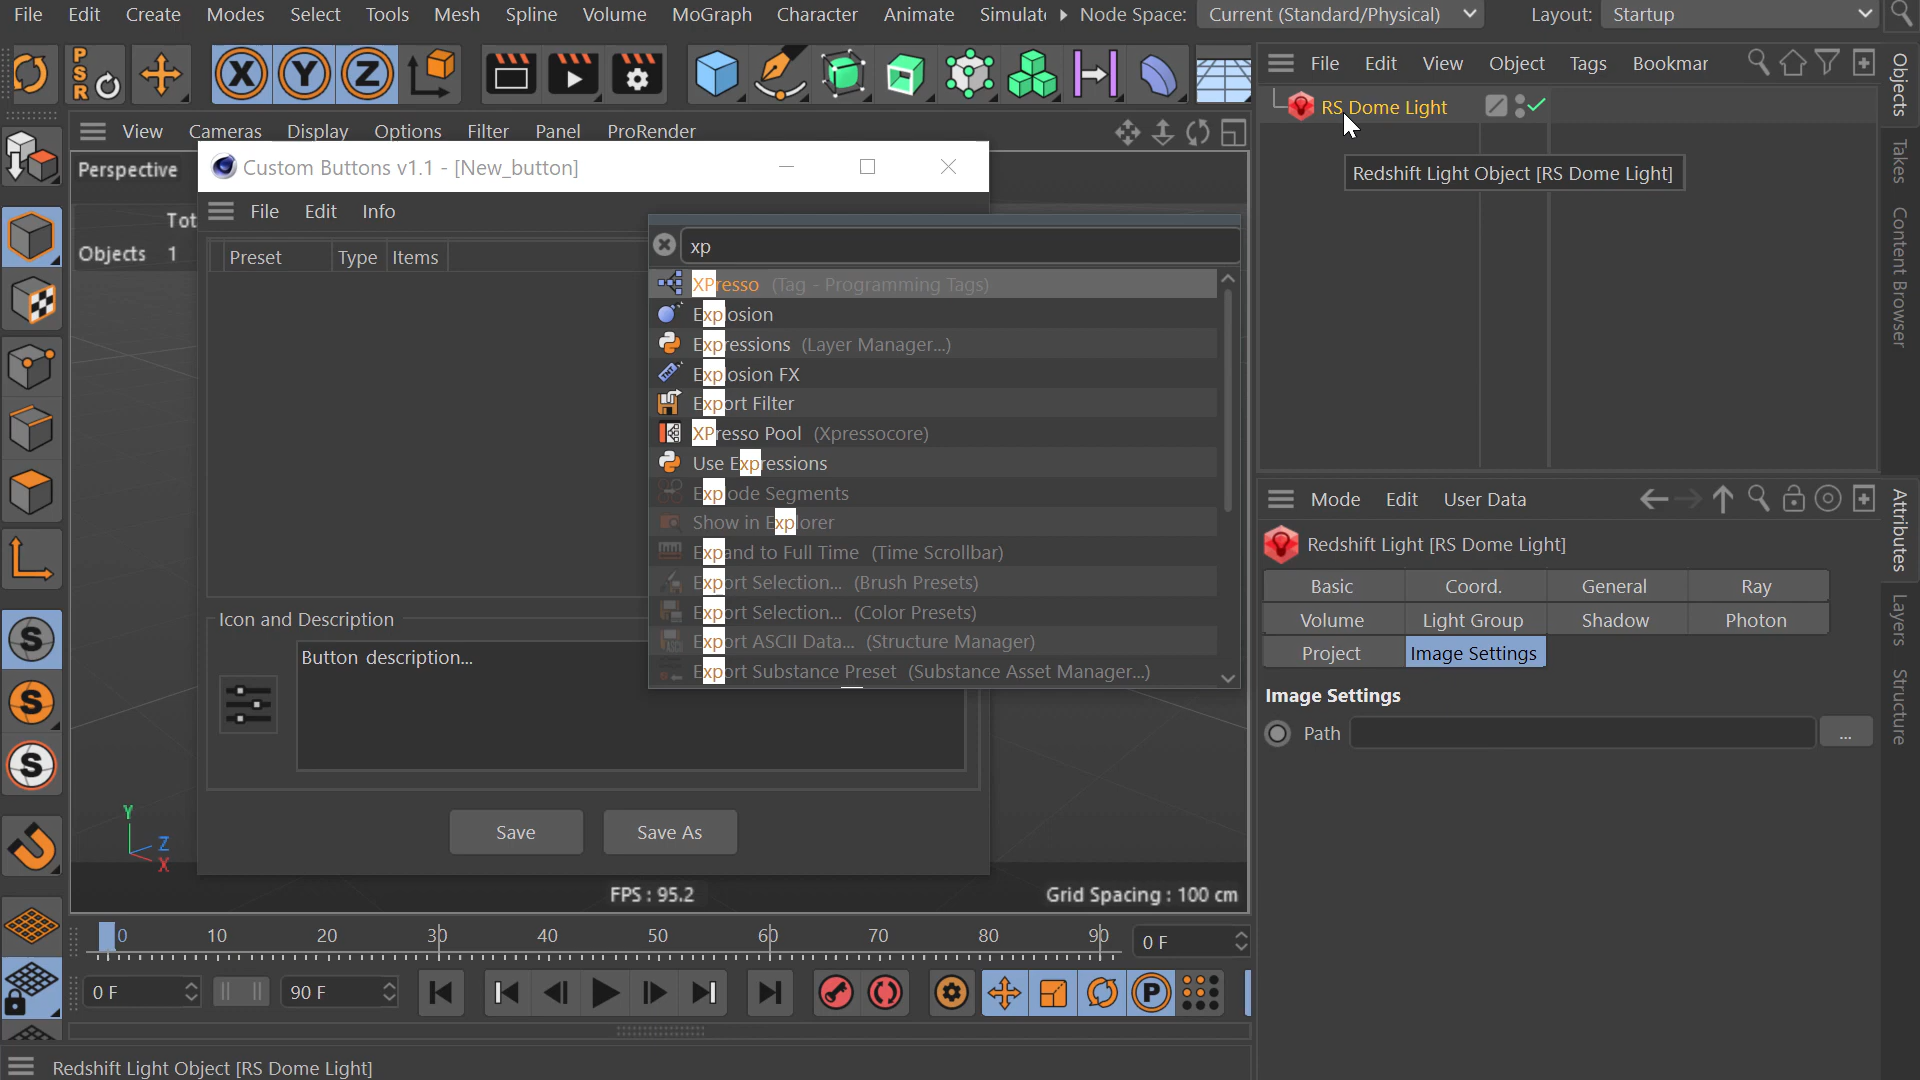 File Edit Create Modes Select Tools Mesh Spline Volume MoGraph Character Animate Simulat Node Space: Current (Standard/Physical) Layout: Startup
PSR X Y Z
File Edit View Object Tags Bookmar
View Cameras Display Options Filter Panel ProRender
RS Dome Light
Redshift Light Object [RS Dome Light]
Objects
Takes
Content Browser
Perspective
Tot
Objects 1
Custom Buttons v1.1 - [New_button]
File Edit Info
Preset Type Items
xp
XPresso (Tag - Programming Tags)
Explosion
Expressions (Layer Manager...)
Explosion FX
Export Filter
XPresso Pool (Xpressocore)
Use Expressions
Explode Segments
Show in Explorer
Expand to Full Time (Time Scrollbar)
Export Selection... (Brush Presets)
Export Selection... (Color Presets)
Export ASCII Data... (Structure Manager)
Export Substance Preset (Substance Asset Manager...)
Icon and Description
Button description...
Save Save As
S
S
S
Y
Z
X
FPS : 95.2
Grid Spacing : 100 cm
0 10 20 30 40 50 60 70 80 90 0 F
0 F 90 F P
Redshift Light Object [RS Dome Light]
Mode Edit User Data
Redshift Light [RS Dome Light]
Basic Coord. General Ray
Volume Light Group Shadow Photon
Project Image Settings
Image Settings
Path ...
Attributes
Layers
Structure